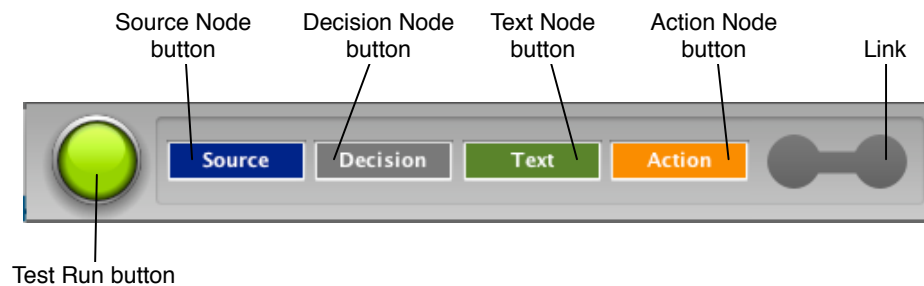 Source Node
button
Decision Node
button
Text Node
button
Action Node
button
Link
Source
Decision
Text
Action
Test Run button